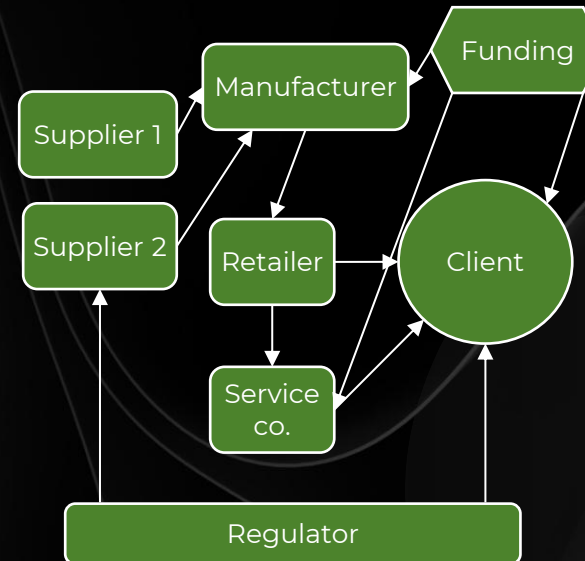 Funding
Manufacturer
Supplier 1
Supplier 2
Retailer
Client
Service
co.
Regulator